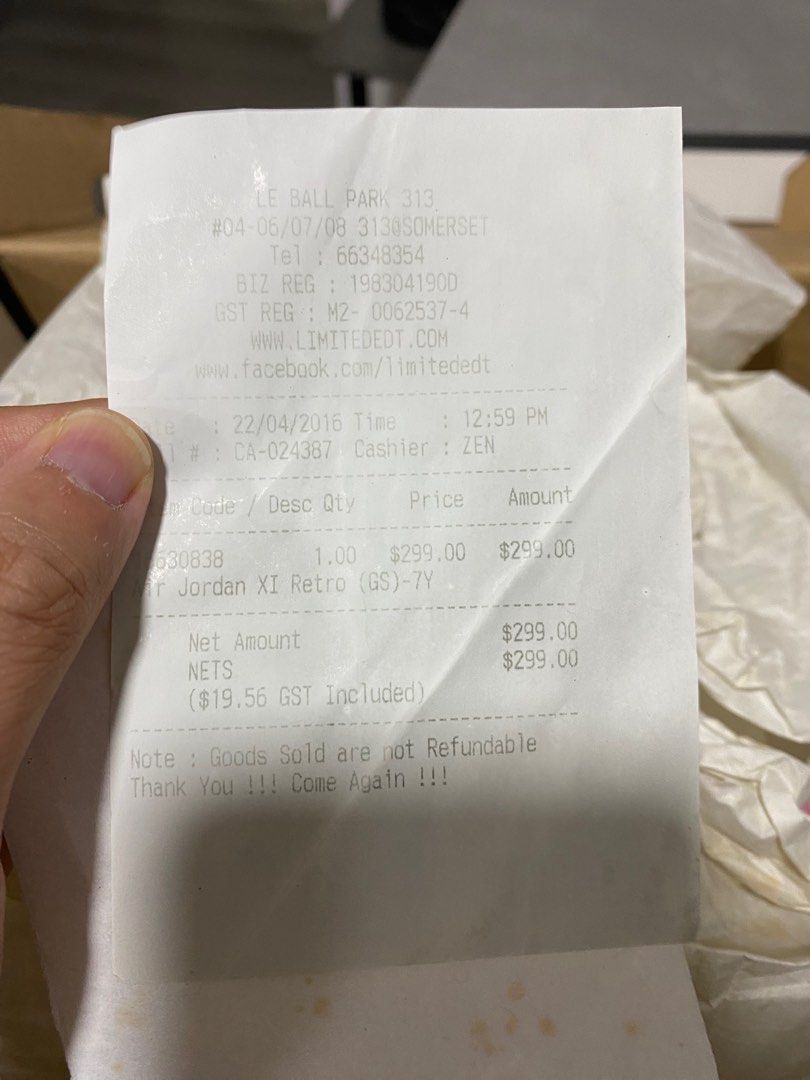 LE BALL PARK 313
#04-06/07/08 313@SOMERSET
Tel : 66348354
BIZ REG : 198304190D
GST REG : M2- 0062537-4
WWW.LIMITEDEDT.COM
www.facebook.com/limitededt
: 22/04/2016 Time : 12:59 PM
# : CA-024387 Cashier : ZEN
Code / Desc Qty Price Amount
630838 1.00 $299.00 $299.00
Air Jordan XI Retro (GS)-7Y
Net Amount $299.00
NETS $299.00
($19.56 GST Included)
Note : Goods Sold are not Refundable
Thank You !!! Come Again !!!